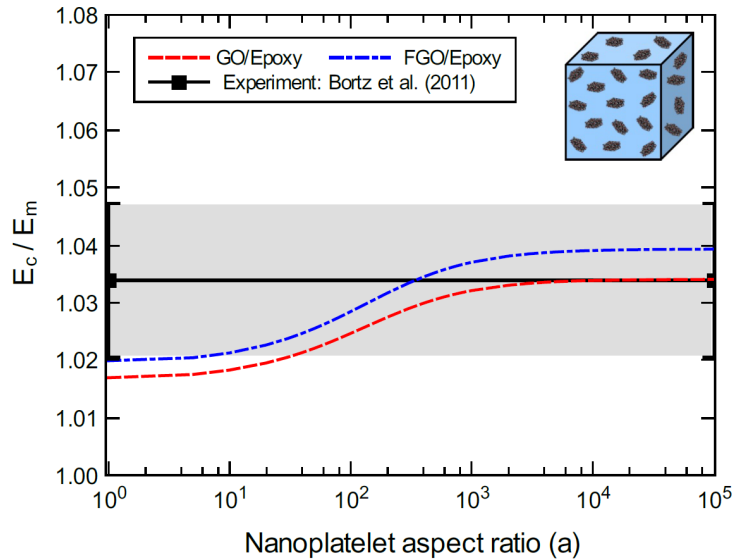 GO/Epoxy FGO/Epoxy
Experiment: Bortz et al. (2011)
E_c / E_m
1.08
1.07
1.06
1.05
1.04
1.03
1.02
1.01
1.00
10^0 10^1 10^2 10^3 10^4 10^5
Nanoplatelet aspect ratio (a)